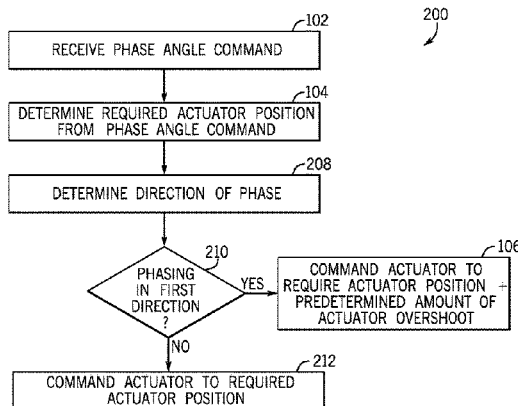 102
200
RECEIVE PHASE ANGLE COMMAND
104
DETERMINE REQUIRED ACTUATOR POSITION
FROM PHASE ANGLE COMMAND
208
DETERMINE DIRECTION OF PHASE
210
PHASING
IN FIRST
DIRECTION
?
YES
106
COMMAND ACTUATOR TO
REQUIRE ACTUATOR POSITION +
PREDETERMINED AMOUNT OF
ACTUATOR OVERSHOOT
NO
212
COMMAND ACTUATOR TO REQUIRED
ACTUATOR POSITION